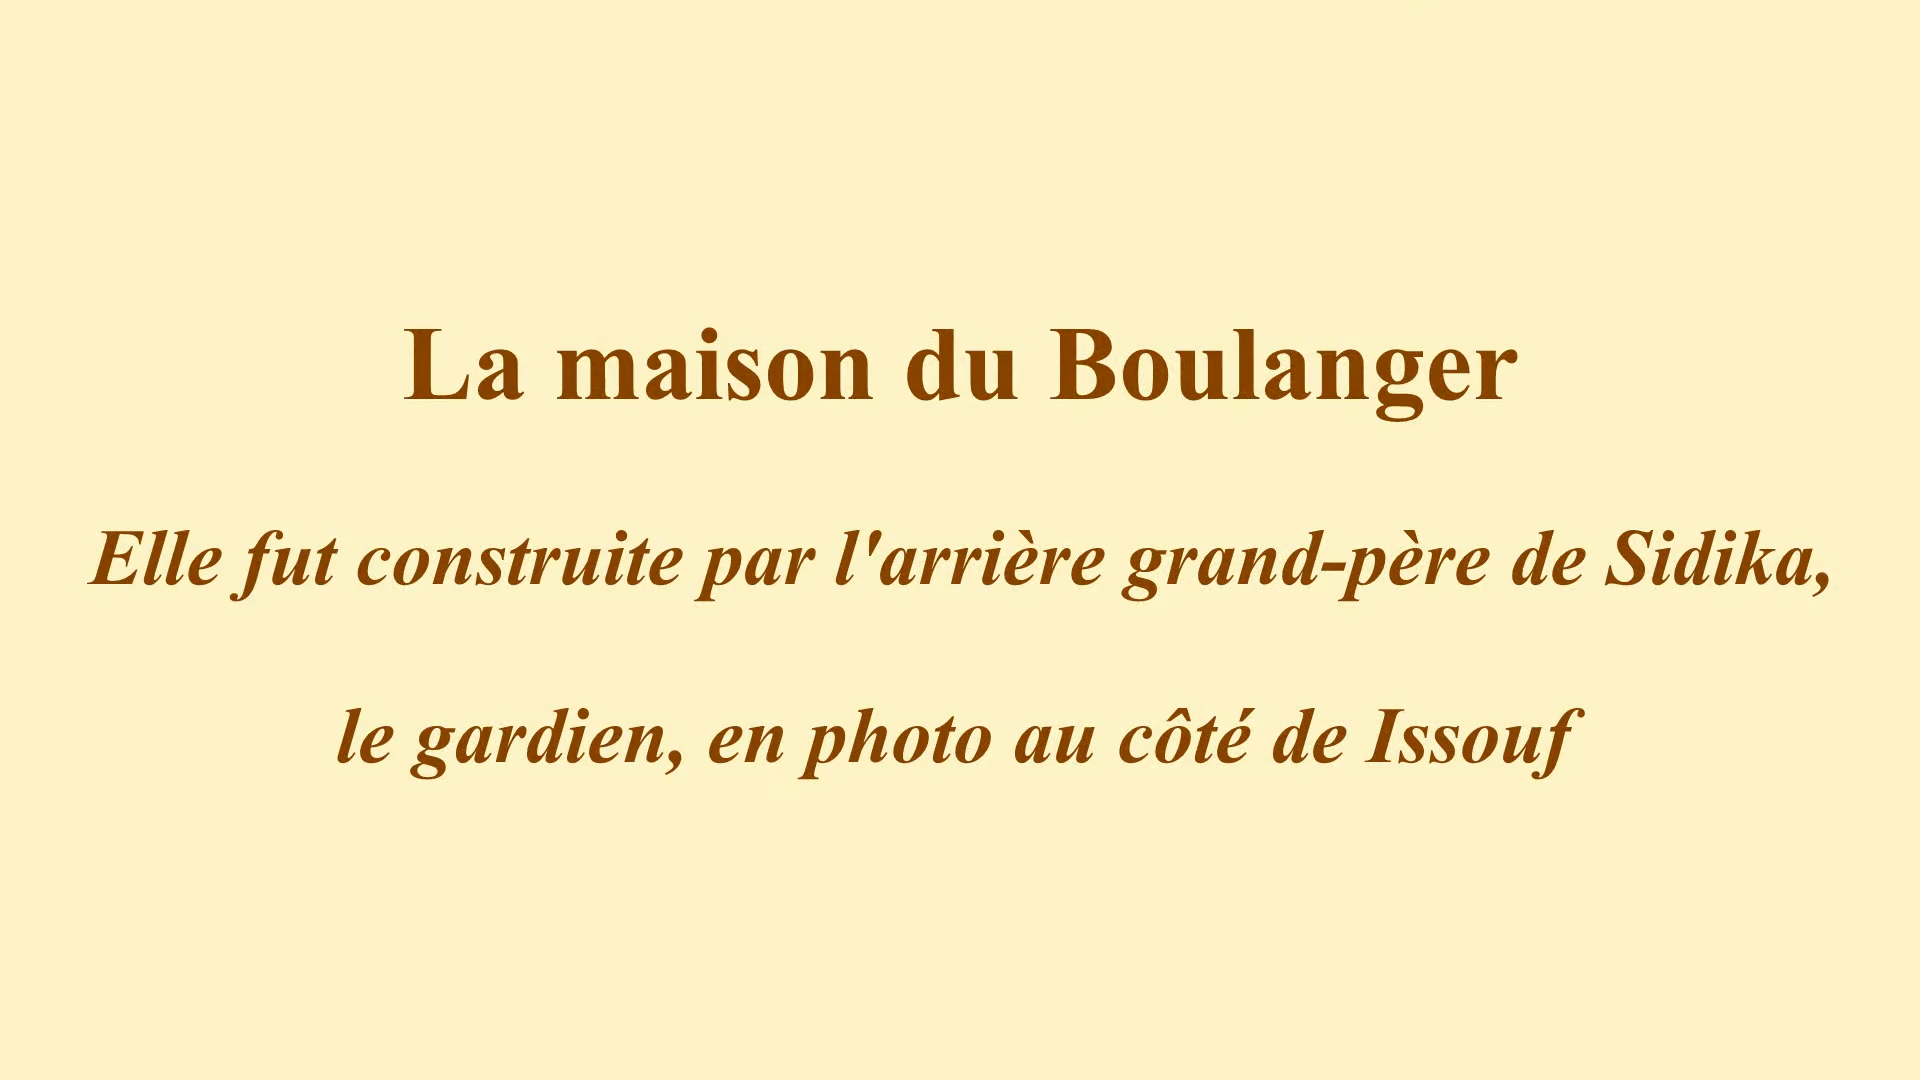 La maison du Boulanger
Elle fut construite par l'arrière grand-père de Sidika,
le gardien, en photo au côté de Issouf